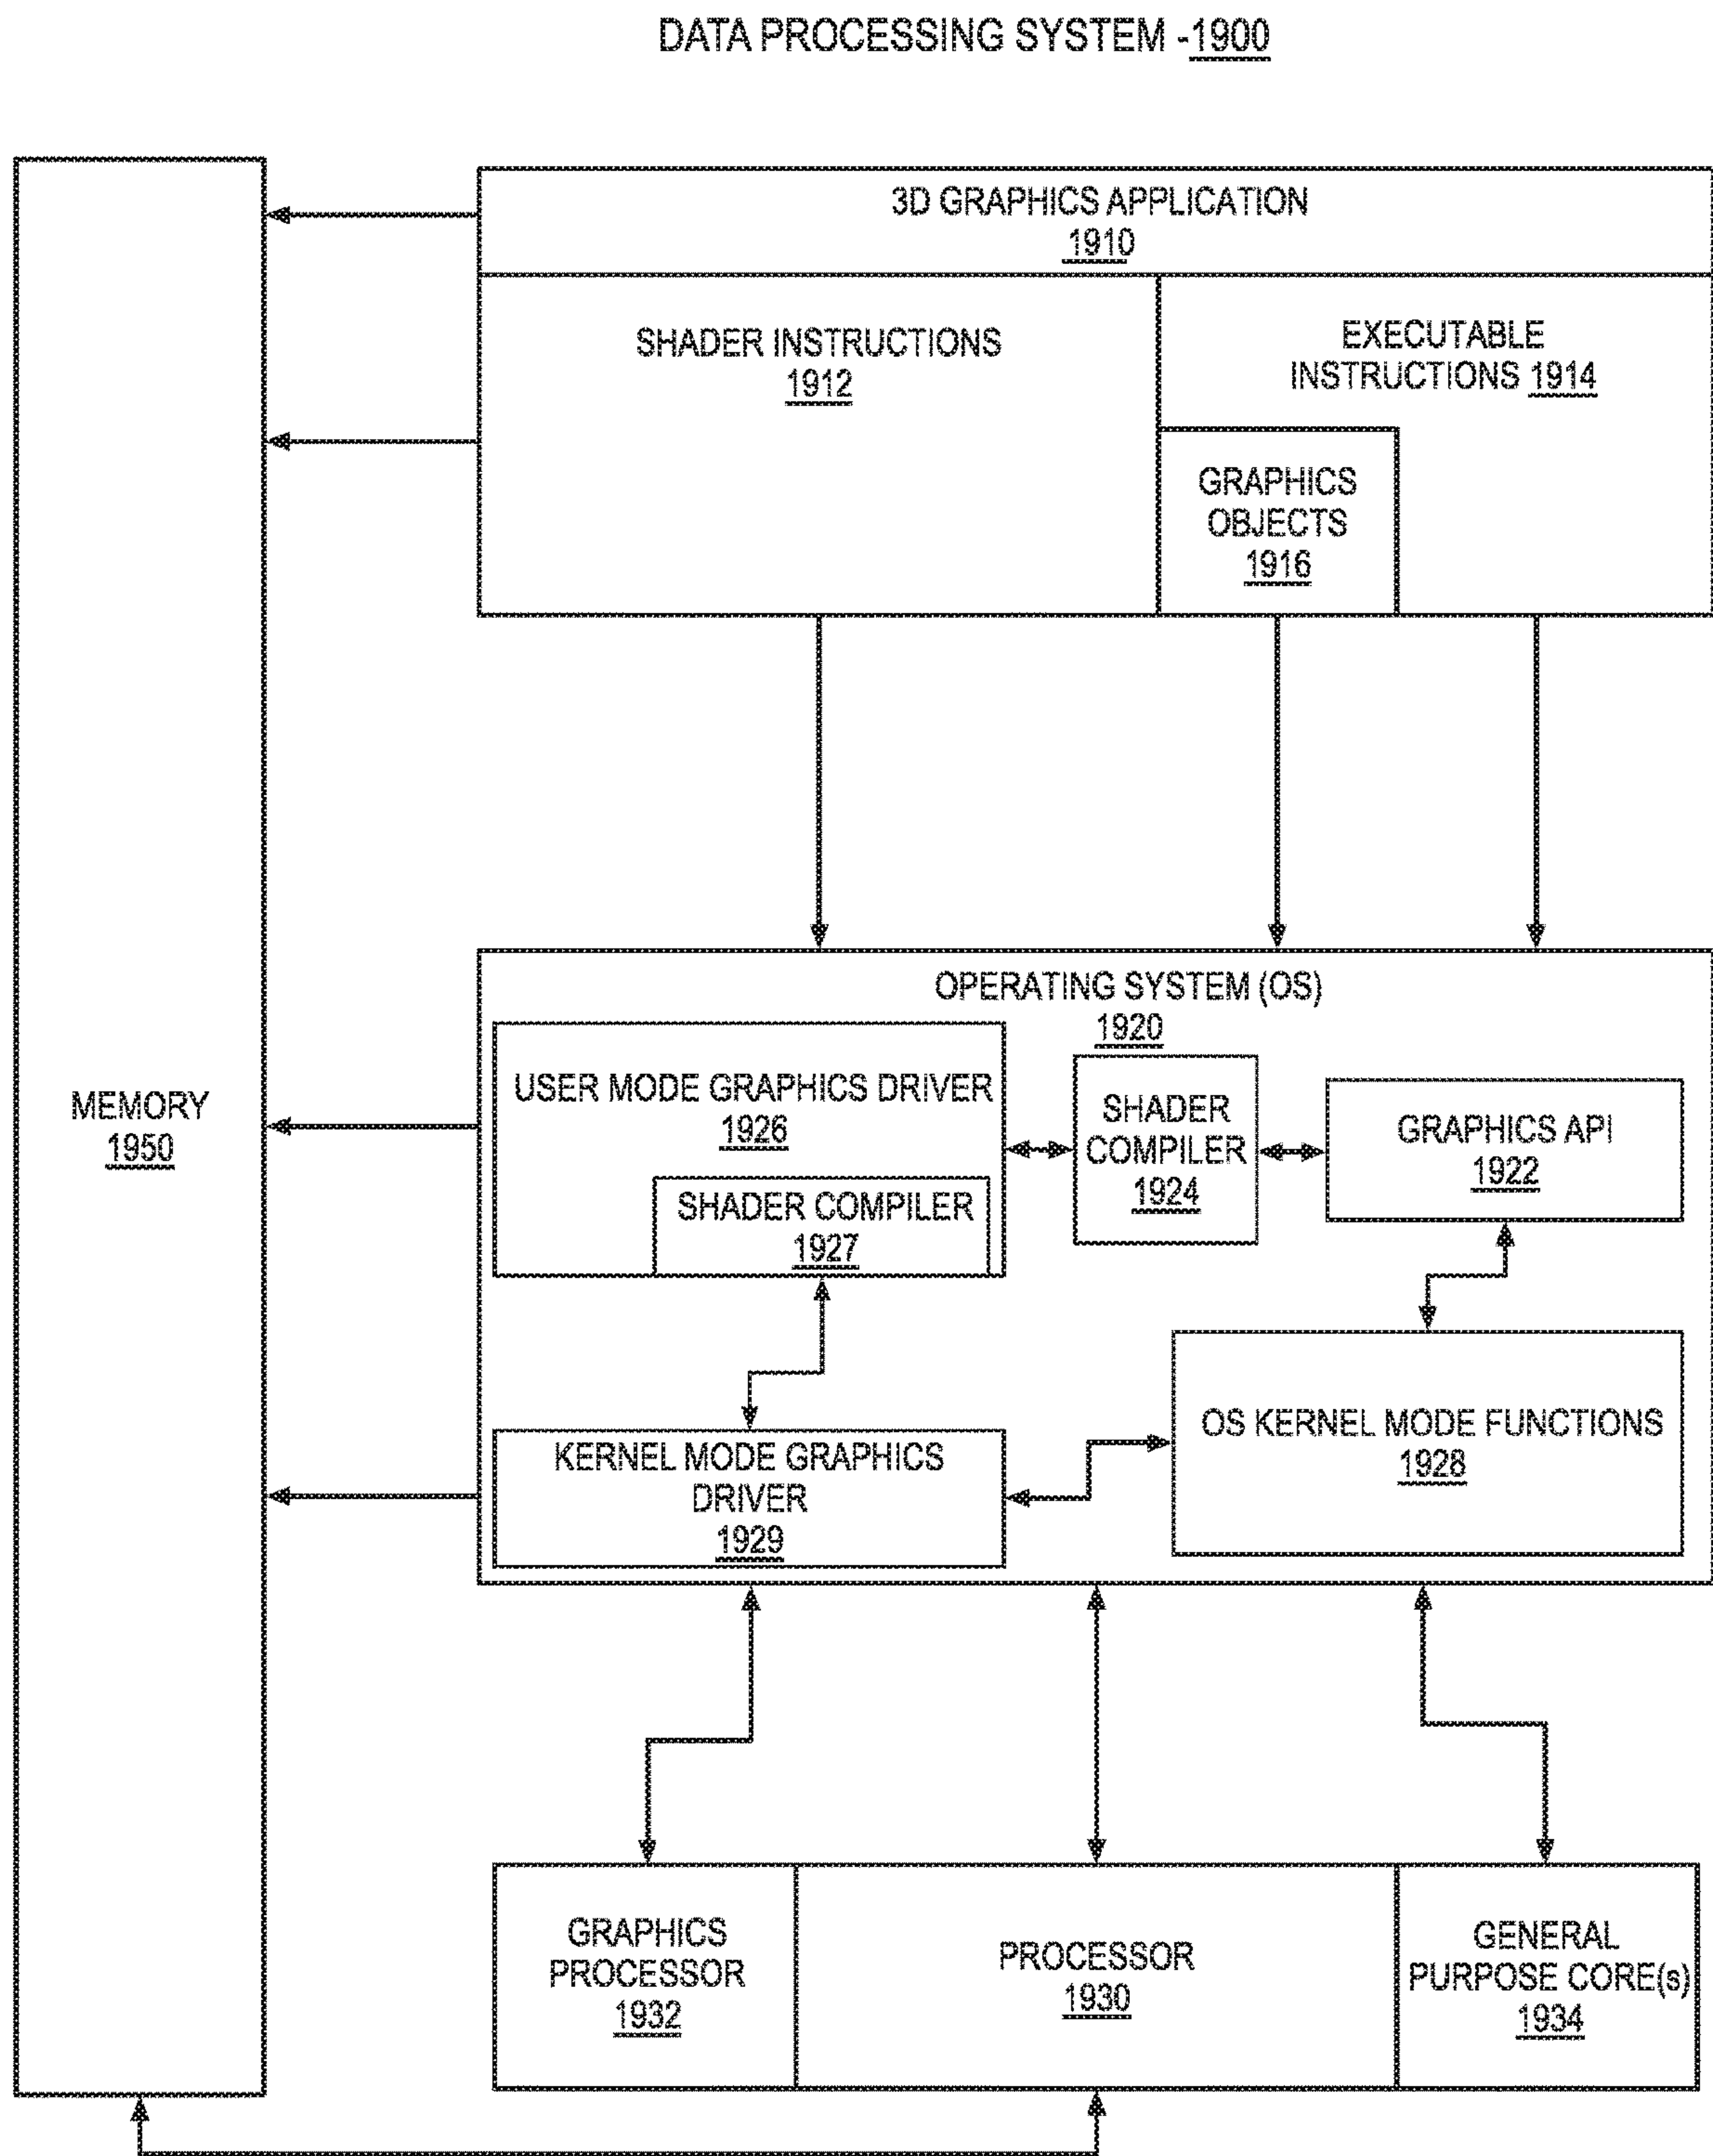 DATA PROCESSING SYSTEM -1900
3D GRAPHICS APPLICATION
1910
SHADER INSTRUCTIONS
1912
EXECUTABLE
INSTRUCTIONS 1914
GRAPHICS
OBJECTS
1916
MEMORY
1950
OPERATING SYSTEM (OS)
1920
USER MODE GRAPHICS DRIVER
1926
SHADER COMPILER
1927
SHADER
COMPILER
1924
GRAPHICS API
1922
KERNEL MODE GRAPHICS
DRIVER
1929
OS KERNEL MODE FUNCTIONS
1928
GRAPHICS
PROCESSOR
1932
PROCESSOR
1930
GENERAL
PURPOSE CORE(s)
1934